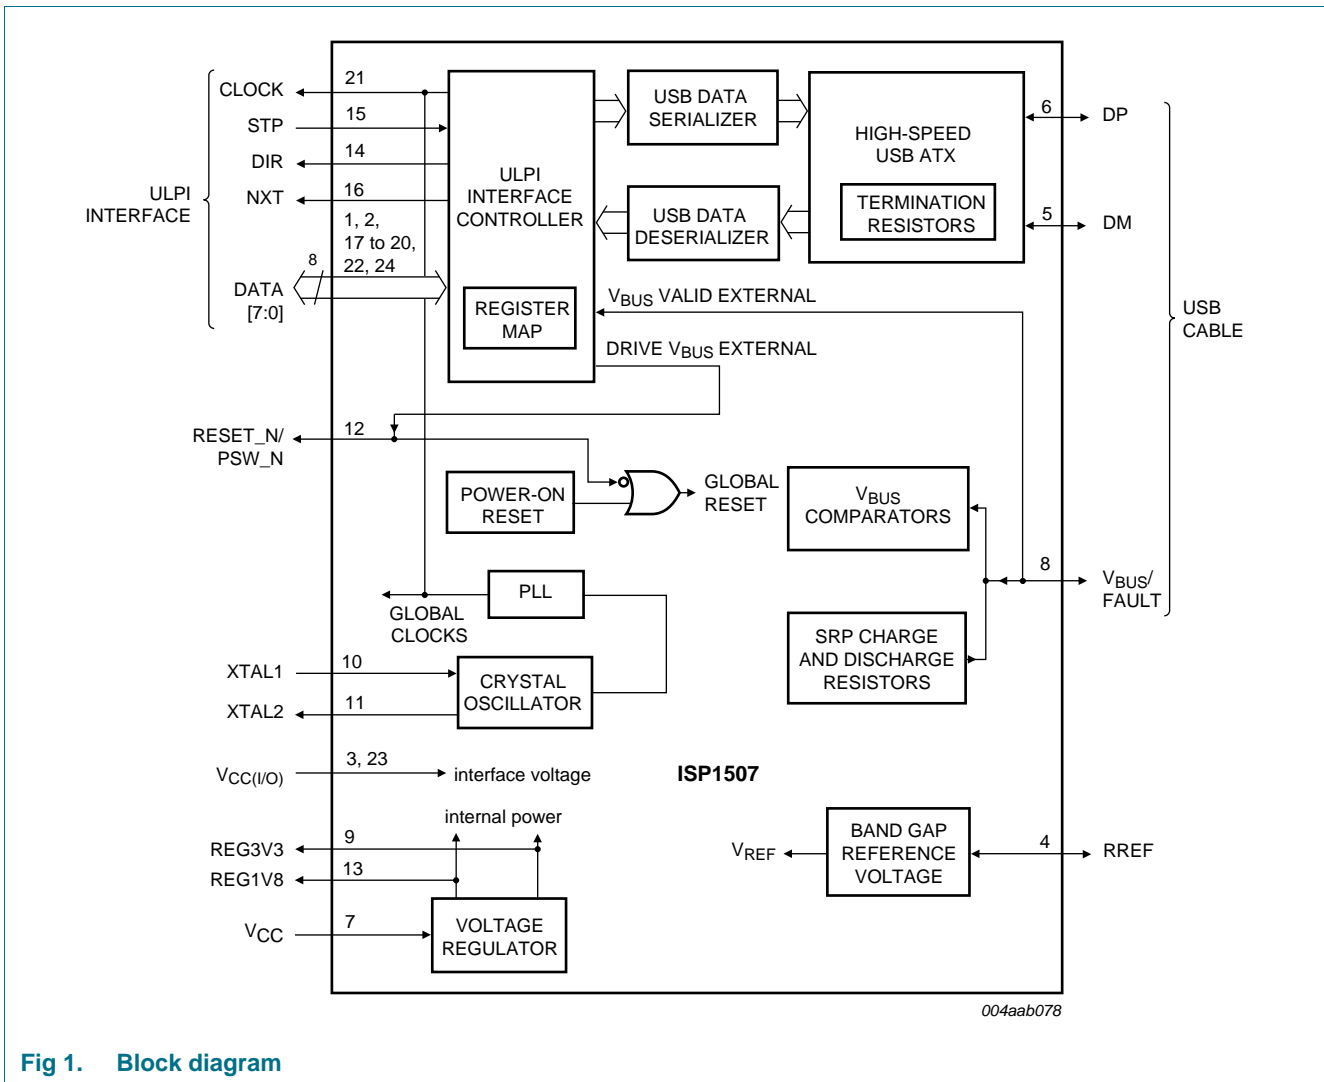 CLOCK
21
STP
15
DIR
14
NXT
16
ULPI
INTERFACE
1, 2,
17 to 20,
22, 24
8
DATA
[7:0]
ULPI
INTERFACE
CONTROLLER
REGISTER
MAP
USB DATA
SERIALIZER
USB DATA
DESERIALIZER
HIGH-SPEED
USB ATX
TERMINATION
RESISTORS
6
DP
5
DM
VBUS VALID EXTERNAL
DRIVE VBUS EXTERNAL
USB
CABLE
RESET_N/
PSW_N
12
POWER-ON
RESET
GLOBAL
RESET
VBUS
COMPARATORS
8
VBUS/
FAULT
PLL
GLOBAL
CLOCKS
SRP CHARGE
AND DISCHARGE
RESISTORS
XTAL1
10
XTAL2
11
CRYSTAL
OSCILLATOR
VCC(I/O)
3, 23
interface voltage
ISP1507
internal power
REG3V3
9
REG1V8
13
VCC
7
VOLTAGE
REGULATOR
VREF
BAND GAP
REFERENCE
VOLTAGE
4
RREF
004aab078
Fig 1. Block diagram